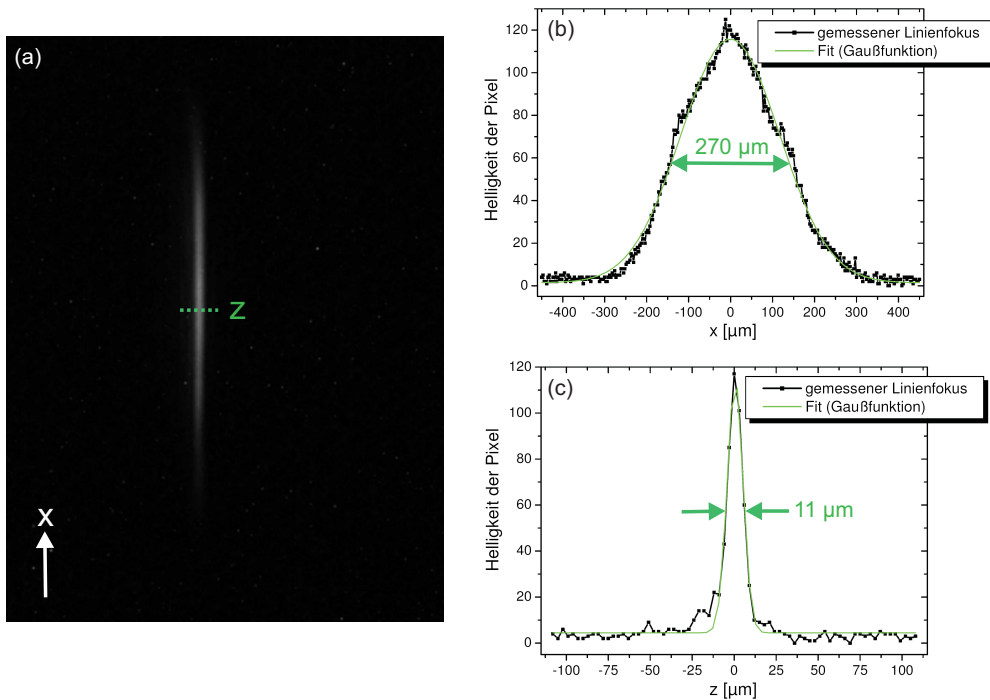 (a)
z
x
(b)
gemessener Linienfokus
Fit (Gaußfunktion)
270 µm
Helligkeit der Pixel
0
20
40
60
80
100
120
-400 -300 -200 -100 0 100 200 300 400
x [µm]
(c)
gemessener Linienfokus
Fit (Gaußfunktion)
11 µm
Helligkeit der Pixel
0
20
40
60
80
100
120
-100 -75 -50 -25 0 25 50 75 100
z [µm]